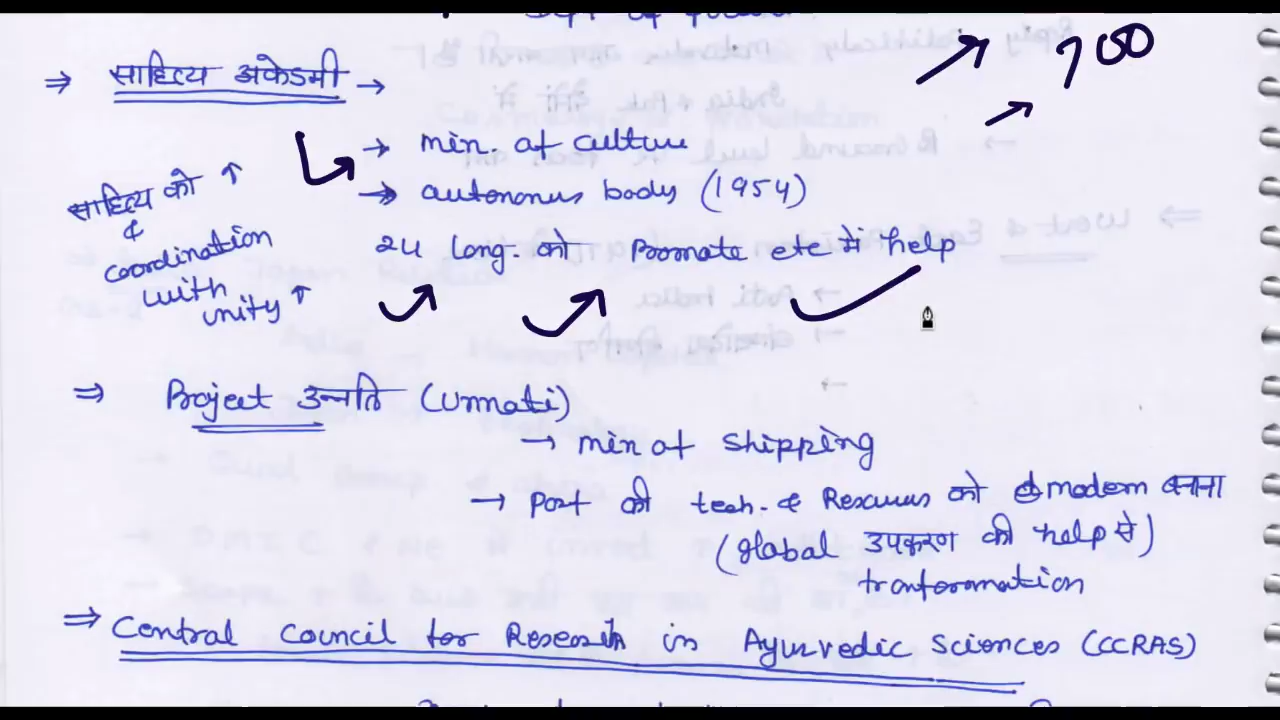 700
⇒ साहित्य अकेडमी →
→ min. of culture
→ autonomus body (1954)
साहित्य को ↑
&
coordination
with
unity ↑
24 lang. को Promote etc में help
⇒ Project उन्नति (Unnati)
→ min of shipping
→ Port की tech. & Resources को modern बनाना
(global उपकरण की help से)
tranformation
⇒ Central Council for Research in Ayurvedic Sciences (CCRAS)